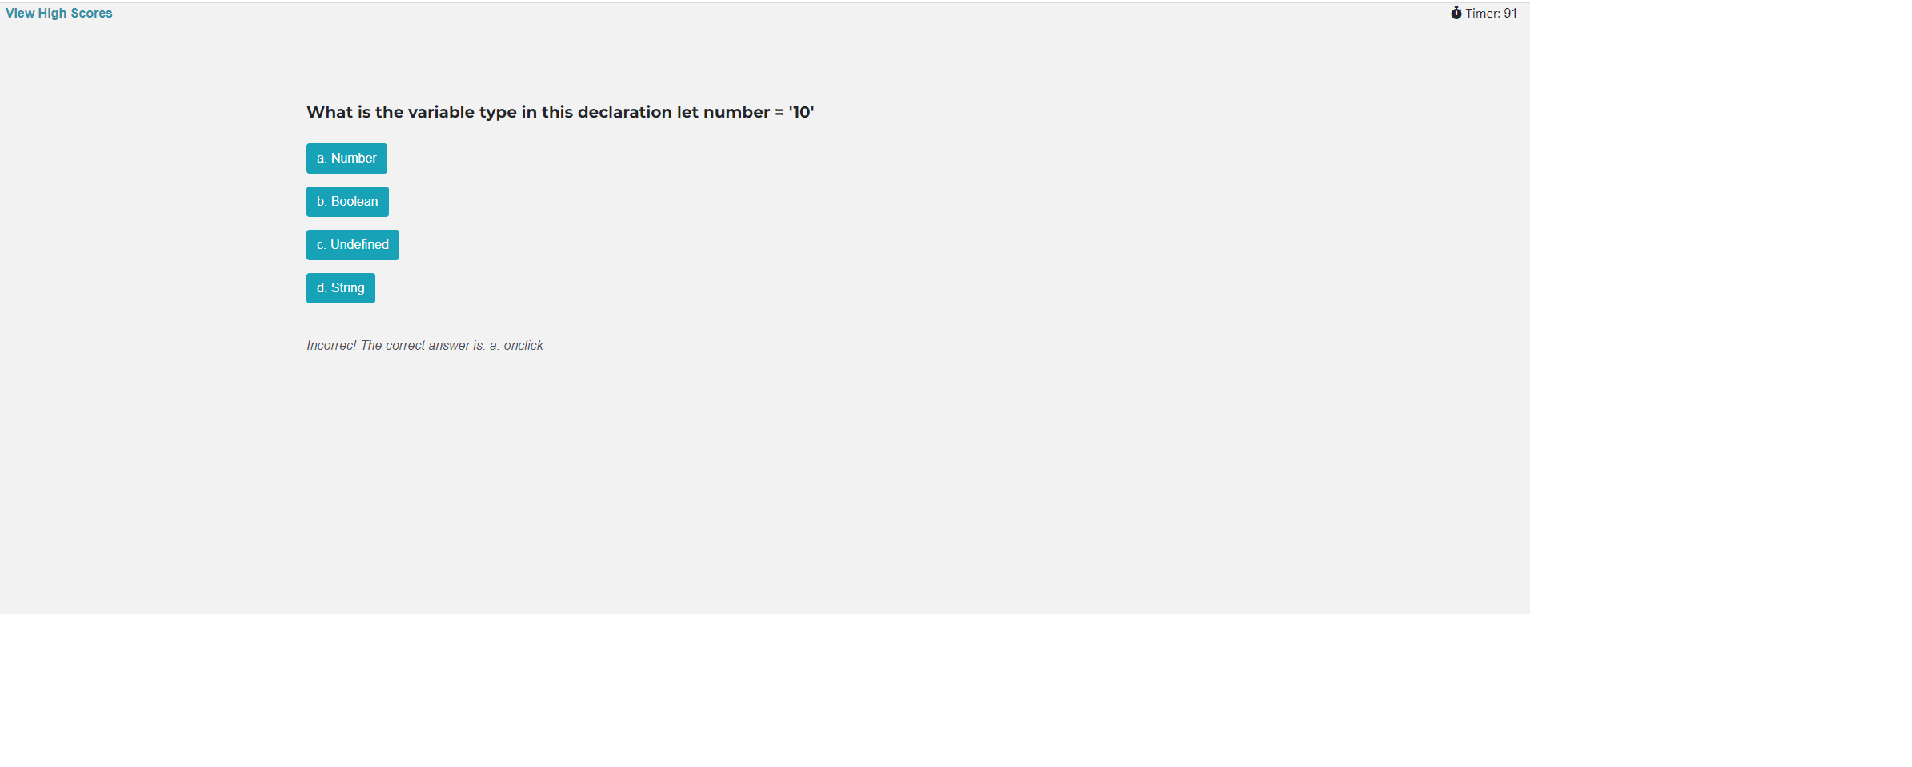 View High Scores
Timer: 91
What is the variable type in this declaration let number = '10'
a. Number
b. Boolean
c. Undefined
d. String
Incorrect! The correct answer is: a. onclick